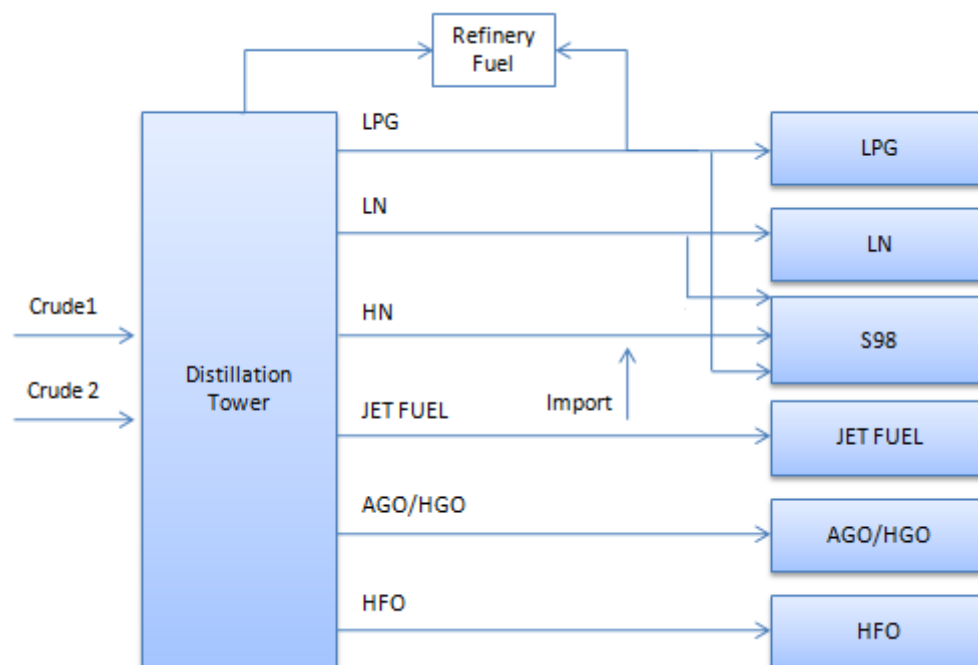 Refinery
Fuel
LPG
LPG
LN
LN
Crude1
HN
S98
Distillation
Tower
Crude 2
Import
JET FUEL
JET FUEL
AGO/HGO
AGO/HGO
HFO
HFO